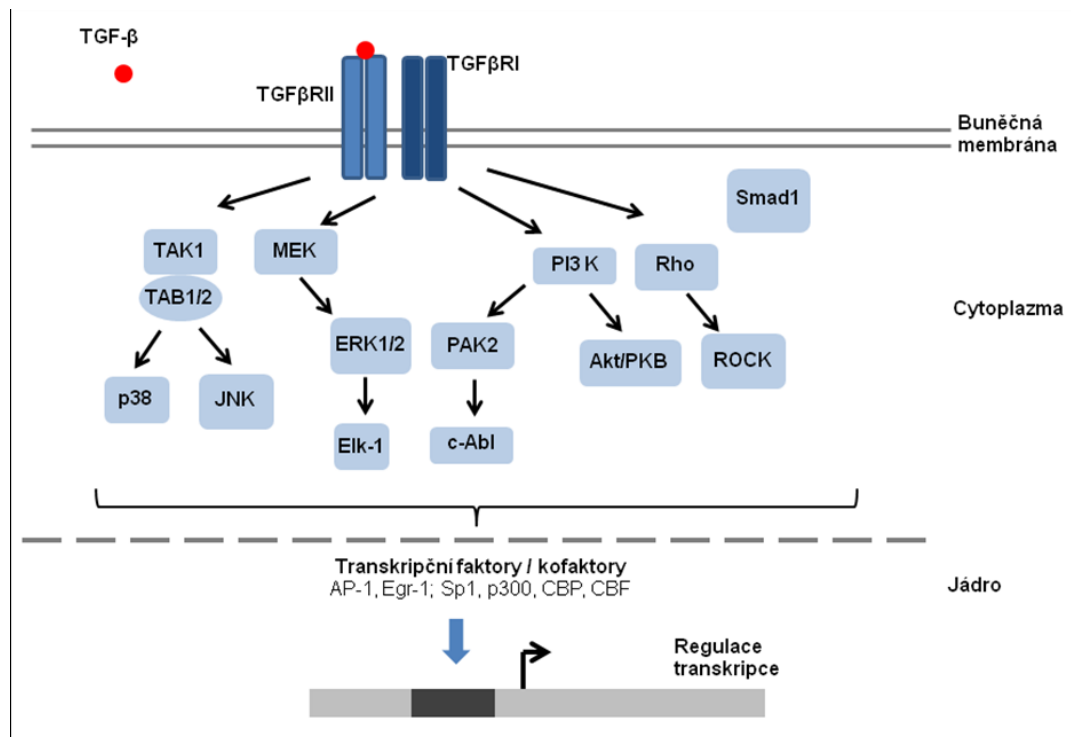 TGF-β
TGFβRII
TGFβRI
Buněčná
membrána
Smad1
TAK1
MEK
PI3 K
Rho
TAB1/2
Cytoplazma
ERK1/2
PAK2
Akt/PKB
ROCK
p38
JNK
Elk-1
c-Abl
Transkripční faktory / kofaktory
AP-1, Egr-1; Sp1, p300, CBP, CBF
Jádro
Regulace
transkripce